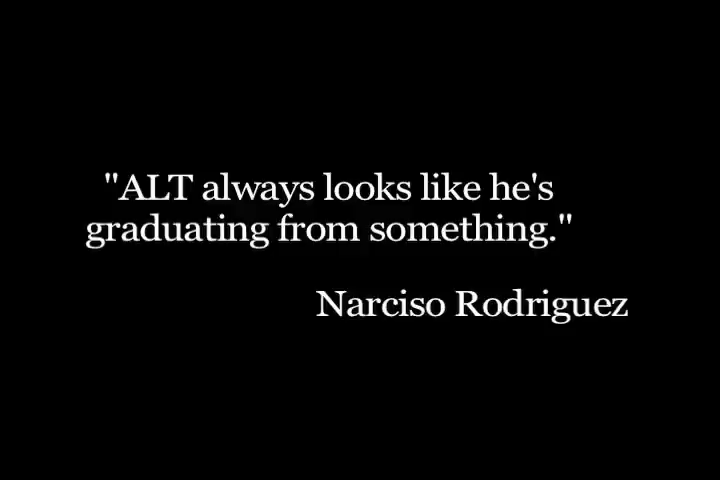 "ALT always looks like he's
graduating from something."
Narciso Rodriguez